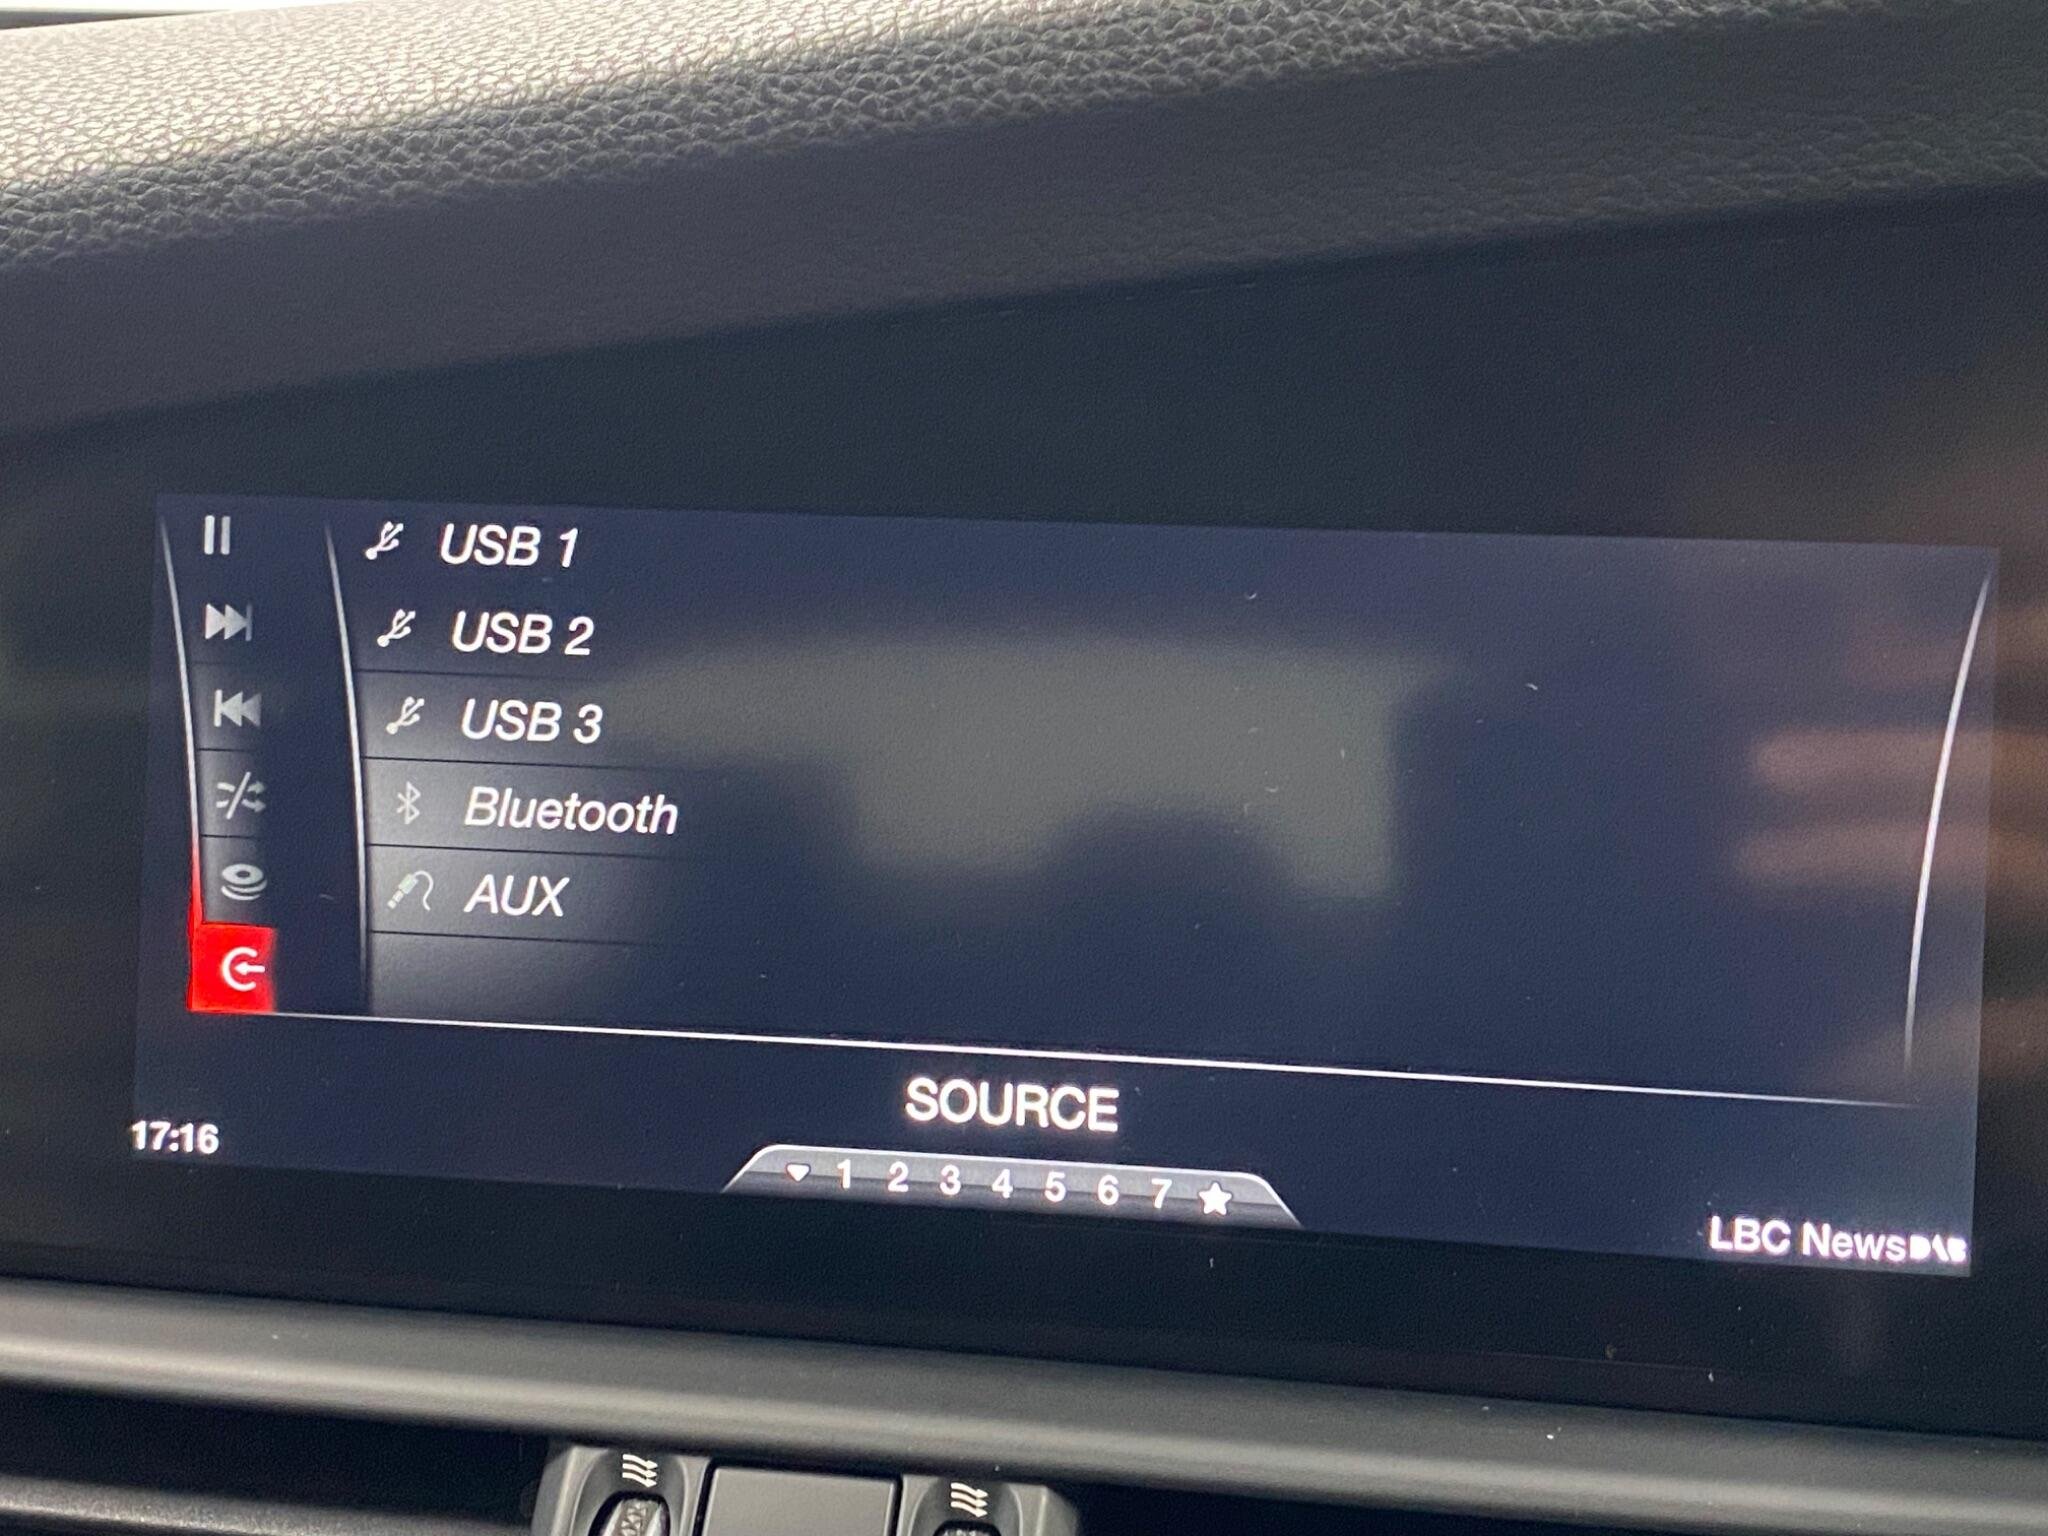 USB 1
USB 2
USB 3
Bluetooth
AUX
SOURCE
17:16
1 2 3 4 5 6 7
LBC News DAB